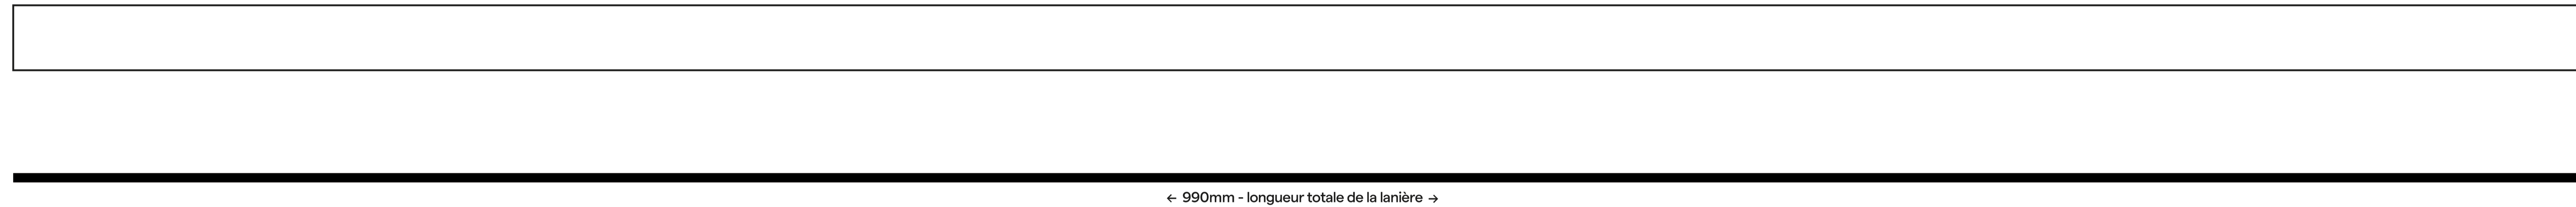 ← 990mm - longueur totale de la lanière →